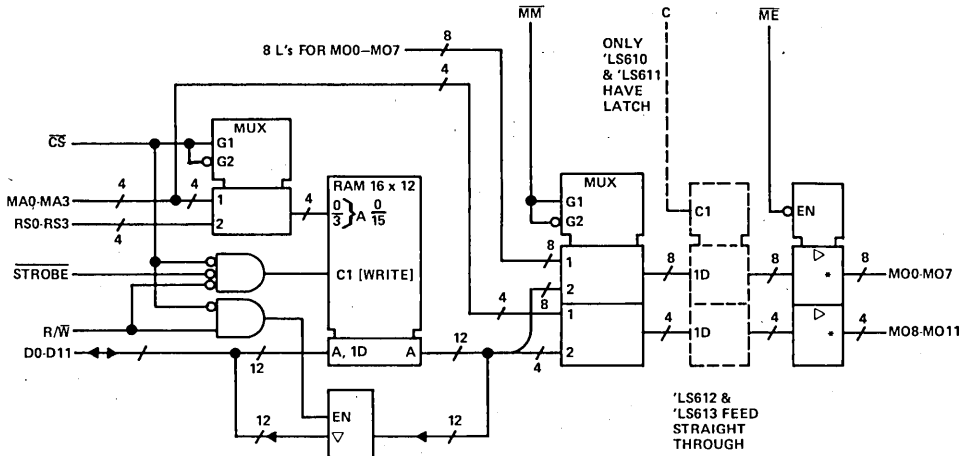 MM
C
ME
8 L's FOR MO0–MO7
8
4
ONLY
'LS610
& 'LS611
HAVE
LATCH
MUX
CS
G1
G2
RAM 16 x 12
MUX
MA0-MA3
4
4
1
4
0
3
} A
0
15
G1
G2
C1
EN
RS0-RS3
4
2
8
1
8
1D
8
▷
*
8
MO0-MO7
STROBE
C1 [WRITE]
2
8
4
1
R/W
4
1D
4
▷
*
4
MO8-MO11
D0-D11
12
12
A, 1D
A
12
4
2
EN
▽
12
12
'LS612 &
'LS613 FEED
STRAIGHT
THROUGH